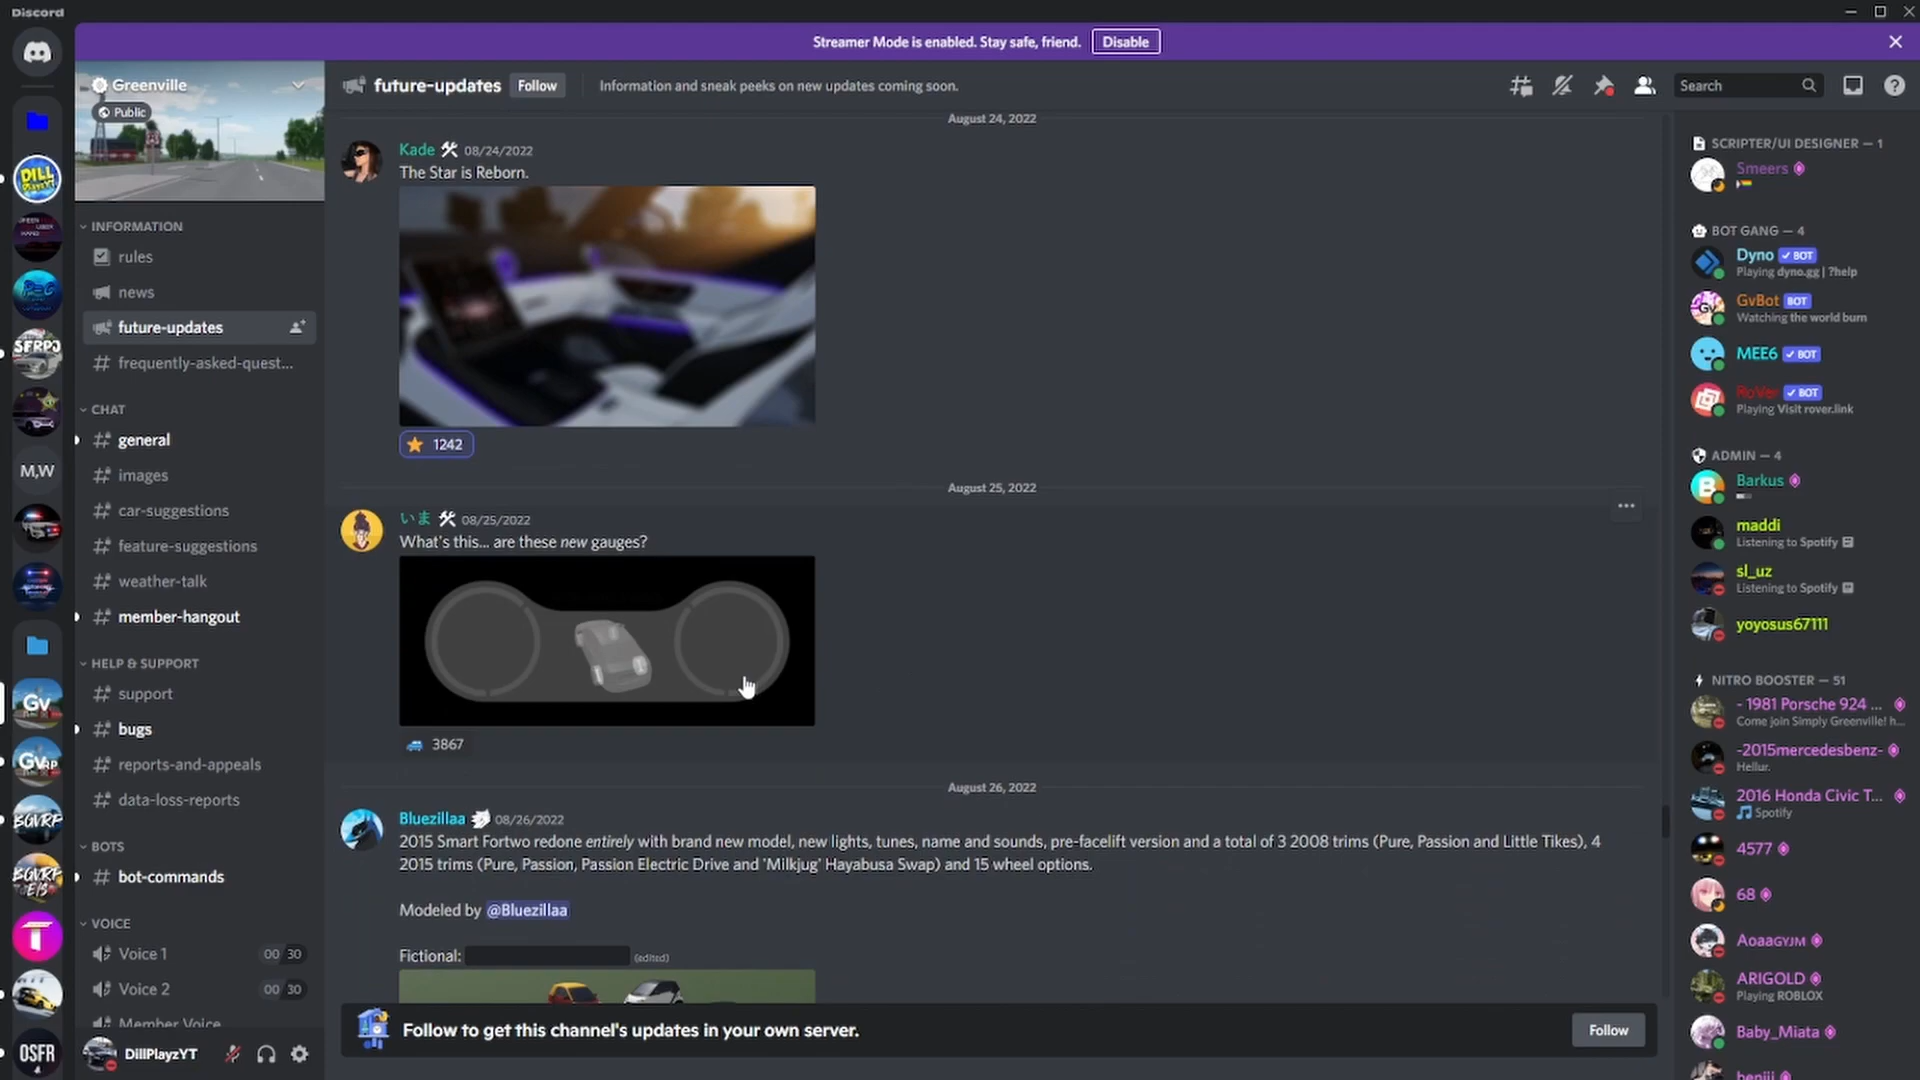 Discord
Streamer Mode is enabled. Stay safe, friend.
Disable
Greenville
Public
future-updates
Follow
Information and sneak peeks on new updates coming soon.
Search
INFORMATION
rules
news
future-updates
frequently-asked-quest...
CHAT
general
images
car-suggestions
feature-suggestions
weather-talk
member-hangout
HELP & SUPPORT
support
bugs
reports-and-appeals
data-loss-reports
BOTS
bot-commands
VOICE
Voice 1
00 30
Voice 2
00 30
Member Voice
DillPlayzYT
DILL
SFRP
M,W
GV
GVRP
BGVRP
BGVRP
T
OSFR
August 24, 2022
Kade 08/24/2022
The Star is Reborn.
1242
August 25, 2022
いま 08/25/2022
What's this... are these new gauges?
3867
August 26, 2022
Bluezillaa 08/26/2022
2015 Smart Fortwo redone entirely with brand new model, new lights, tunes, name and sounds, pre-facelift version and a total of 3 2008 trims (Pure, Passion and Little Tikes), 4
2015 trims (Pure, Passion, Passion Electric Drive and 'Milkjug' Hayabusa Swap) and 15 wheel options.
Modeled by @Bluezillaa
Fictional:
(edited)
Follow to get this channel's updates in your own server.
Follow
SCRIPTER/UI DESIGNER — 1
Smeers
BOT GANG — 4
Dyno BOT
Playing dyno.gg | ?help
GvBot BOT
Watching the world burn
MEE6 BOT
RoVer BOT
Playing Visit rover.link
ADMIN — 4
Barkus
maddi
Listening to Spotify
sl_uz
Listening to Spotify
yoyosus67111
NITRO BOOSTER — 51
- 1981 Porsche 924 ...
Come Join Simply Greenville! h...
-2015mercedesbenz-
Hellur.
2016 Honda Civic T...
Spotify
4577
68
Aoaagyjm
ARIGOLD
Playing ROBLOX
Baby_Miata